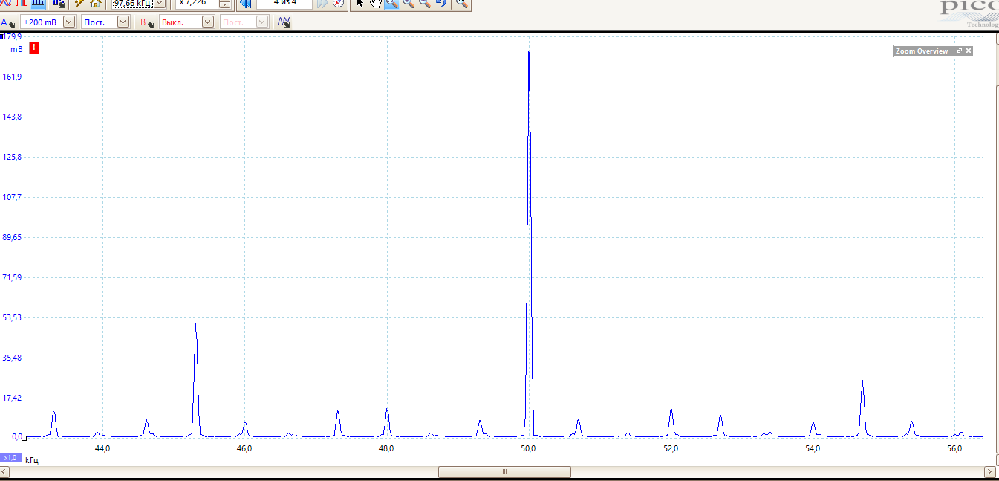 97,66 кГц x 7,226 4 из 4
pico
Technology
A ±200 mB Пост. B Выкл. Пост.
179,9
mB !
Zoom Overview
161,9
143,8
125,8
107,7
89,65
71,59
53,53
35,48
17,42
0,0
44,0 46,0 48,0 50,0 52,0 54,0 56,0
x1,0 кГц